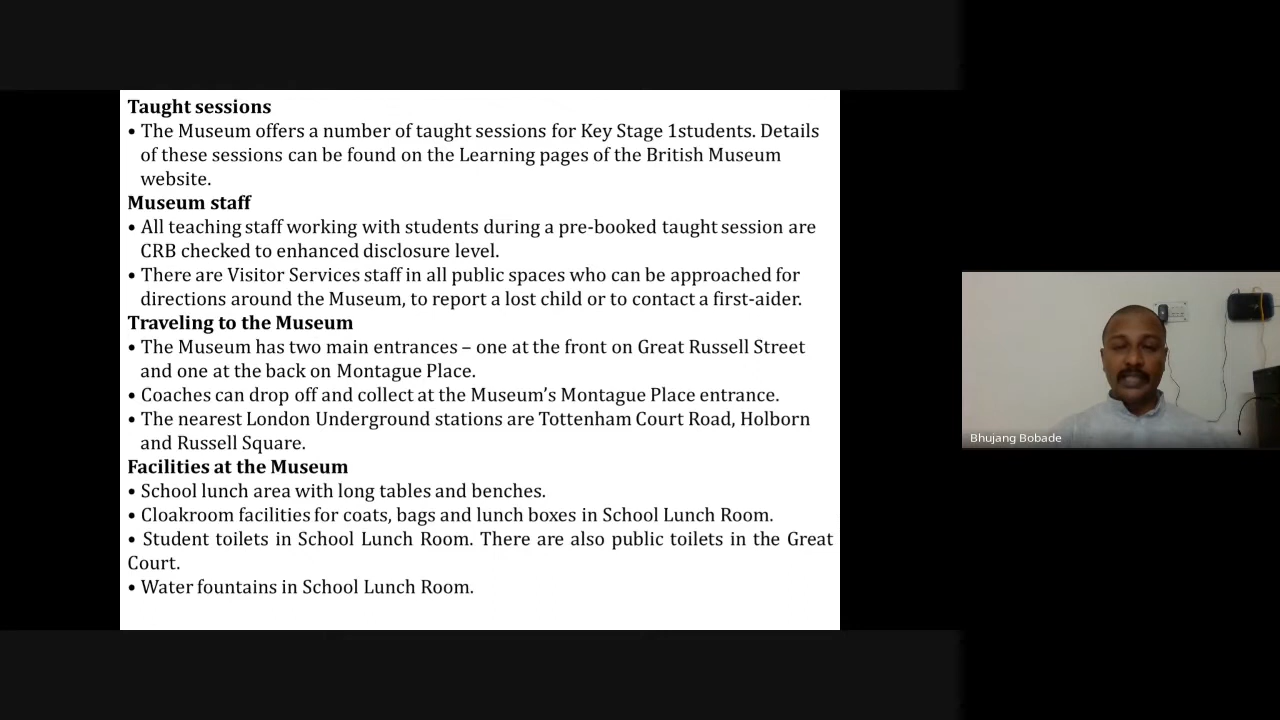 Taught sessions
• The Museum offers a number of taught sessions for Key Stage 1students. Details
of these sessions can be found on the Learning pages of the British Museum
website.
Museum staff
• All teaching staff working with students during a pre-booked taught session are
CRB checked to enhanced disclosure level.
• There are Visitor Services staff in all public spaces who can be approached for
directions around the Museum, to report a lost child or to contact a first-aider.
Traveling to the Museum
• The Museum has two main entrances – one at the front on Great Russell Street
and one at the back on Montague Place.
• Coaches can drop off and collect at the Museum’s Montague Place entrance.
• The nearest London Underground stations are Tottenham Court Road, Holborn
and Russell Square.
Facilities at the Museum
• School lunch area with long tables and benches.
• Cloakroom facilities for coats, bags and lunch boxes in School Lunch Room.
• Student toilets in School Lunch Room. There are also public toilets in the Great
Court.
• Water fountains in School Lunch Room.
Bhujang Bobade